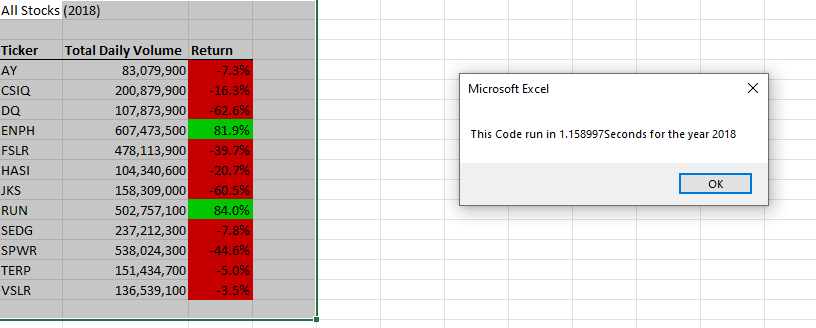 All Stocks (2018)
Ticker Total Daily Volume Return
AY 83,079,900 -7.3%
CSIQ 200,879,900 -16.3%
DQ 107,873,900 -62.6%
ENPH 607,473,500 81.9%
FSLR 478,113,900 -39.7%
HASI 104,340,600 -20.7%
JKS 158,309,000 -60.5%
RUN 502,757,100 84.0%
SEDG 237,212,300 -7.8%
SPWR 538,024,300 -44.6%
TERP 151,434,700 -5.0%
VSLR 136,539,100 -3.5%
Microsoft Excel
This Code run in 1.158997Seconds for the year 2018
OK